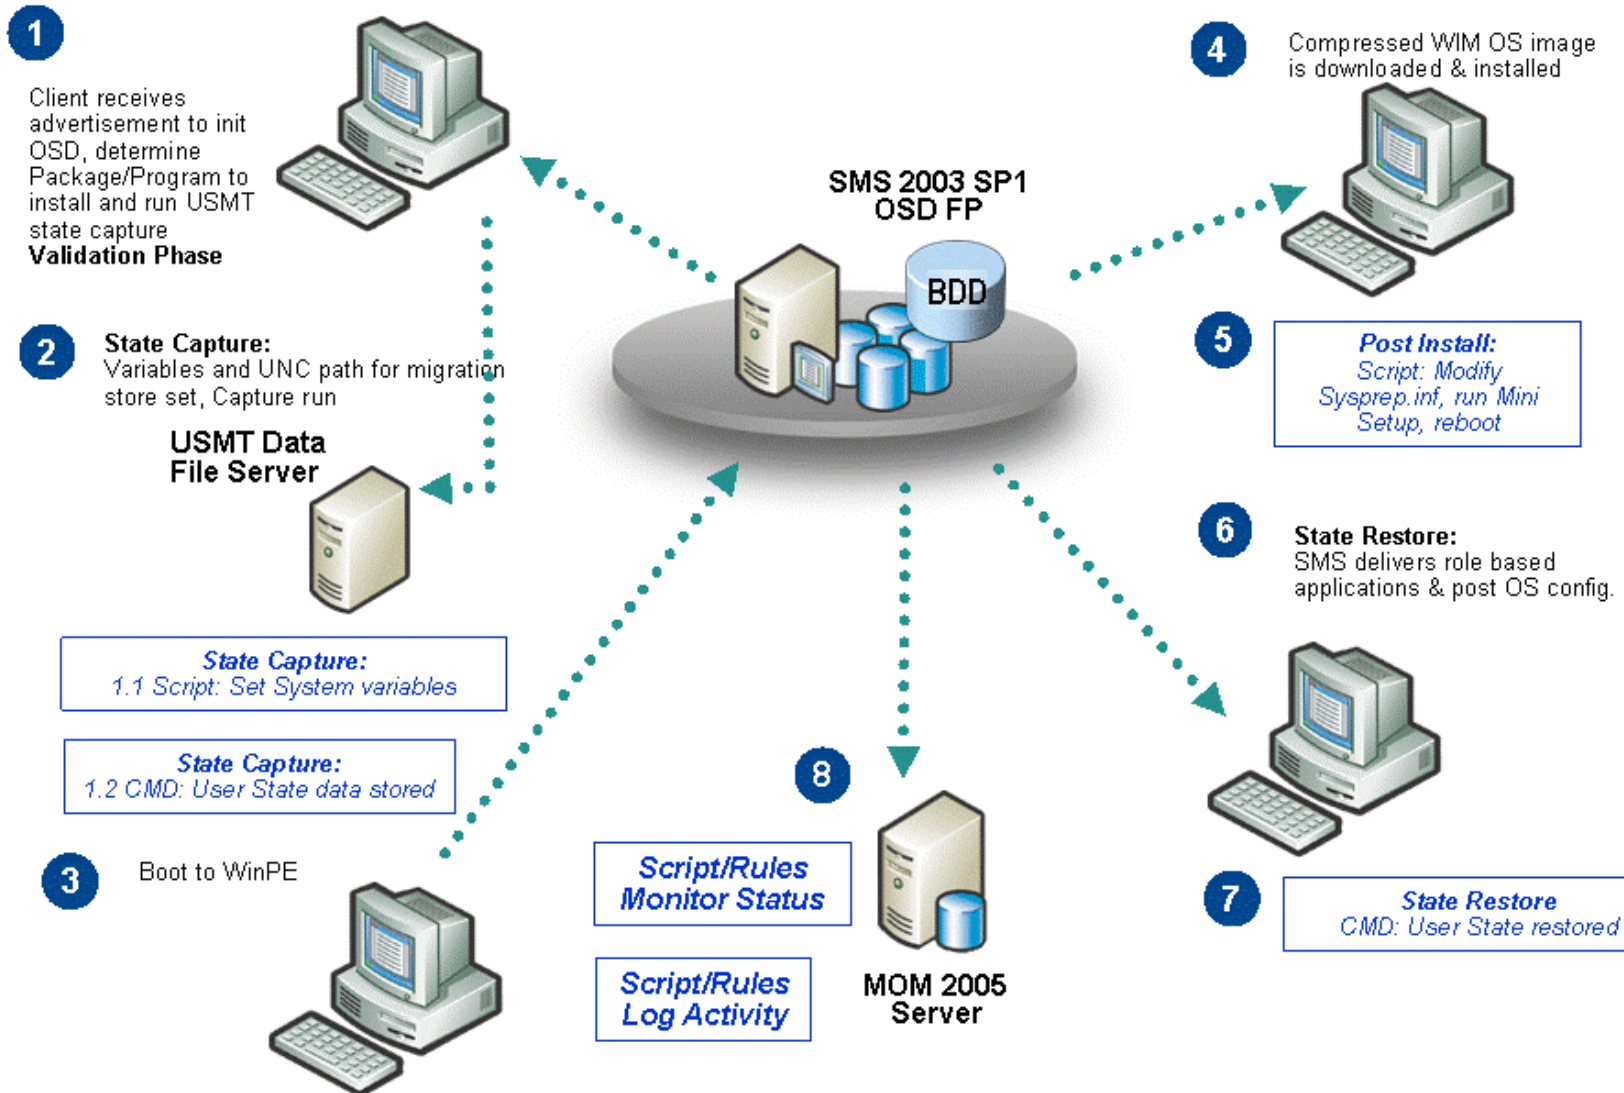 1
Client receives
advertisement to init
OSD, determine
Package/Program to
install and run USMT
state capture
Validation Phase
2
State Capture:
Variables and UNC path for migration
store set, Capture run
USMT Data
File Server
State Capture:
1.1 Script: Set System variables
State Capture:
1.2 CMD: User State data stored
3
Boot to WinPE
SMS 2003 SP1
OSD FP
BDD
4
Compressed WIM OS image
is downloaded & installed
5
Post Install:
Script: Modify
Sysprep.inf, run Mini
Setup, reboot
6
State Restore:
SMS delivers role based
applications & post OS config.
7
State Restore
CMD: User State restored
8
Script/Rules
Monitor Status
Script/Rules
Log Activity
MOM 2005
Server